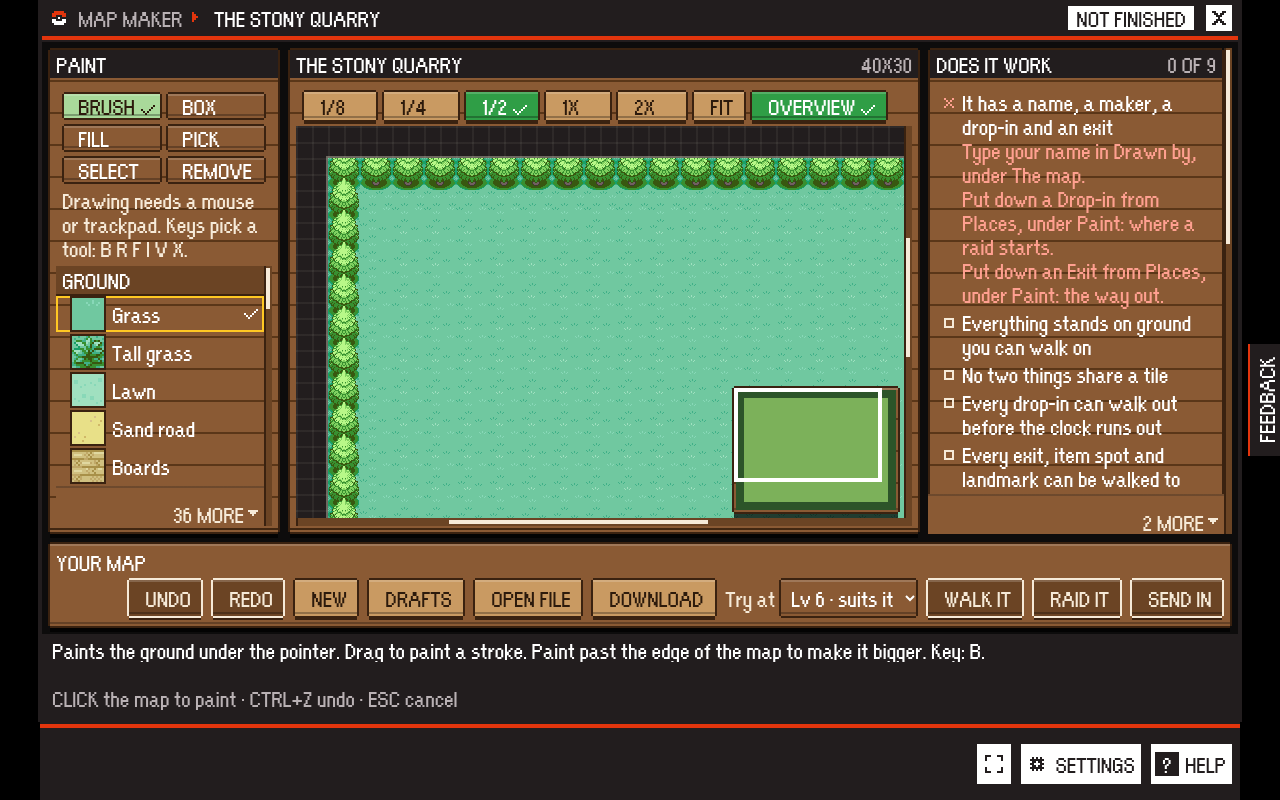 MAP MAKER THE STONY QUARRY
NOT FINISHED
X
PAINT
BRUSH
BOX
FILL
PICK
SELECT
REMOVE
Drawing needs a mouse
or trackpad. Keys pick a
tool: B R F I V X.
GROUND
Grass
Tall grass
Lawn
Sand road
Boards
36 MORE
THE STONY QUARRY
40X30
1/8
1/4
1/2
1X
2X
FIT
OVERVIEW
DOES IT WORK
0 OF 9
It has a name, a maker, a
drop-in and an exit
Type your name in Drawn by,
under The map.
Put down a Drop-in from
Places, under Paint: where a
raid starts.
Put down an Exit from Places,
under Paint: the way out.
Everything stands on ground
you can walk on
No two things share a tile
Every drop-in can walk out
before the clock runs out
Every exit, item spot and
landmark can be walked to
2 MORE
FEEDBACK
YOUR MAP
UNDO
REDO
NEW
DRAFTS
OPEN FILE
DOWNLOAD
Try at
Lv 6 · suits it
WALK IT
RAID IT
SEND IN
Paints the ground under the pointer. Drag to paint a stroke. Paint past the edge of the map to make it bigger. Key: B.
CLICK the map to paint · CTRL+Z undo · ESC cancel
SETTINGS
? HELP